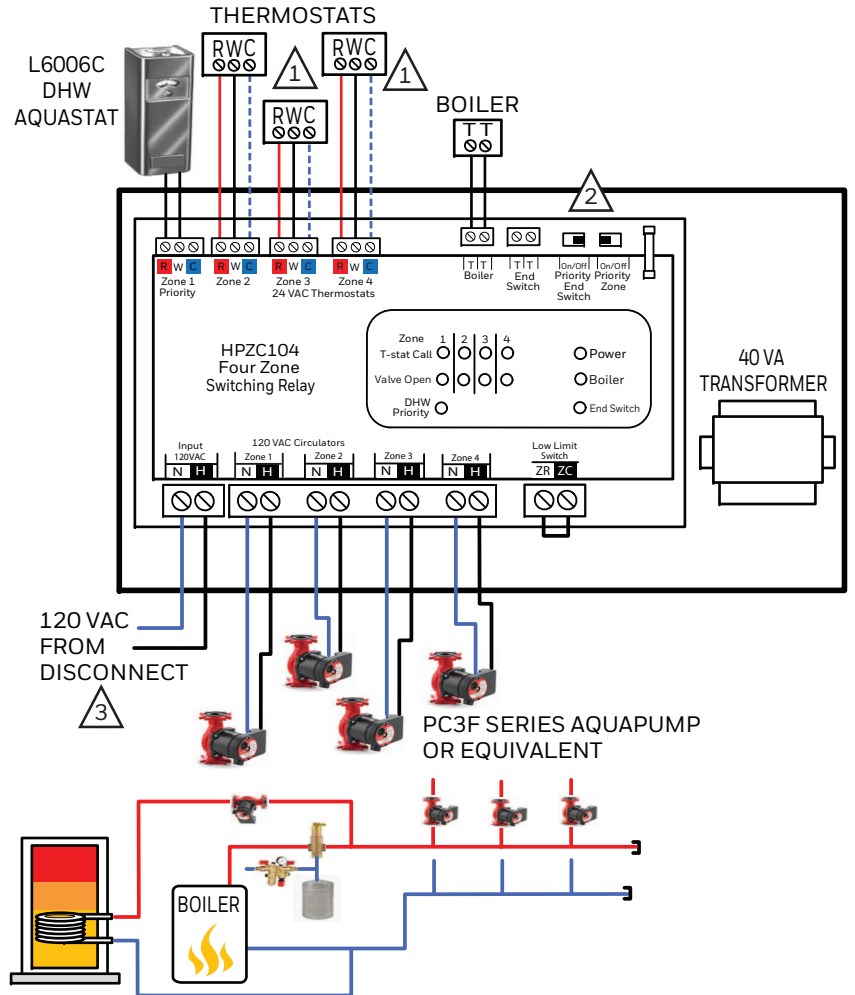 THERMOSTATS
L6006C
DHW
AQUASTAT
RWC
1
RWC
1
RWC
BOILER
TT
2
R W C
Zone 1
Priority
R W C
Zone 2
R W C
Zone 3
R W C
Zone 4
24 VAC Thermostats
T T
Boiler
T T
End
Switch
On/Off
Priority
End
Switch
On/Off
Priority
Zone
HPZC104
Four Zone
Switching Relay
Zone 1 2 3 4
T-stat Call
Valve Open
DHW
Priority
Power
Boiler
End Switch
40 VA
TRANSFORMER
Input
120VAC
N H
120 VAC Circulators
Zone 1
N H
Zone 2
N H
Zone 3
N H
Zone 4
N H
Low Limit
Switch
ZR ZC
120 VAC
FROM
DISCONNECT
3
PC3F SERIES AQUAPUMP
OR EQUIVALENT
BOILER